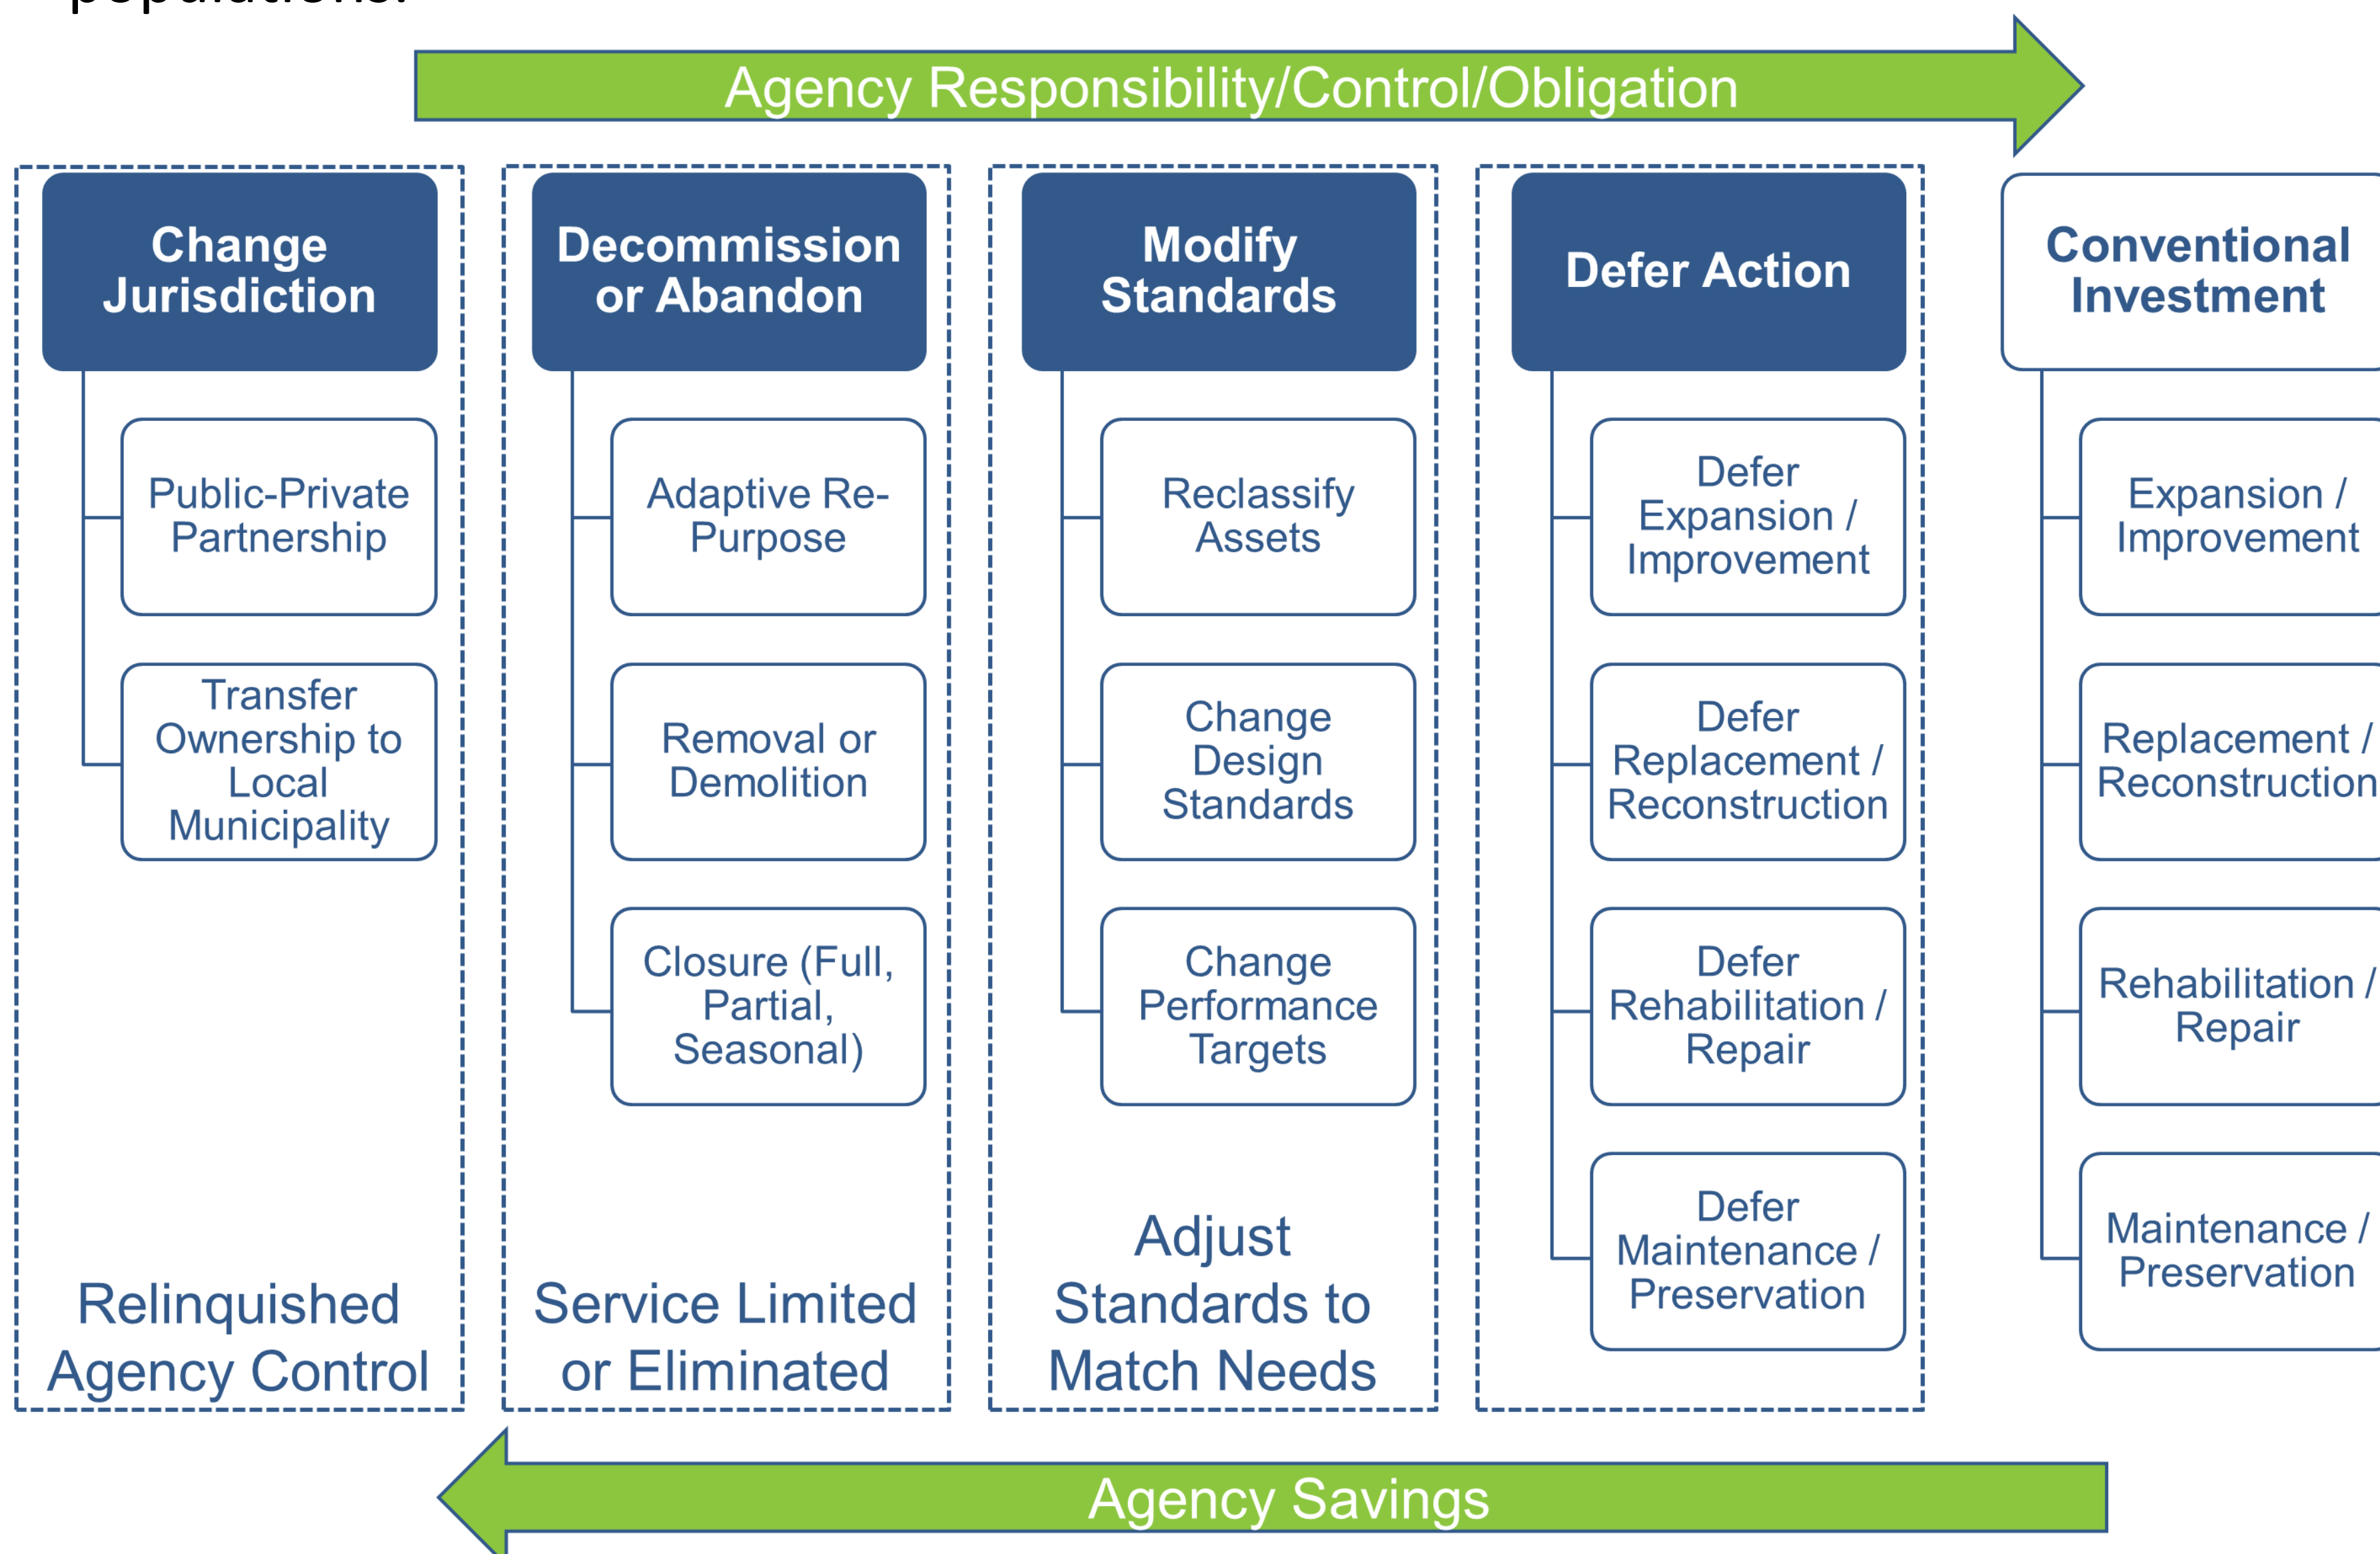 populations.
Agency Responsibility/Control/Obligation
Change
Jurisdiction
Public-Private
Partnership
Transfer
Ownership to
Local
Municipality
Relinquished
Agency Control
Decommission
or Abandon
Adaptive Re-
Purpose
Removal or
Demolition
Closure (Full,
Partial,
Seasonal)
Service Limited
or Eliminated
Modify
Standards
Reclassify
Assets
Change
Design
Standards
Change
Performance
Targets
Adjust
Standards to
Match Needs
Defer Action
Defer
Expansion /
Improvement
Defer
Replacement /
Reconstruction
Defer
Rehabilitation /
Repair
Defer
Maintenance /
Preservation
Conventional
Investment
Expansion /
Improvement
Replacement /
Reconstruction
Rehabilitation /
Repair
Maintenance /
Preservation
Agency Savings